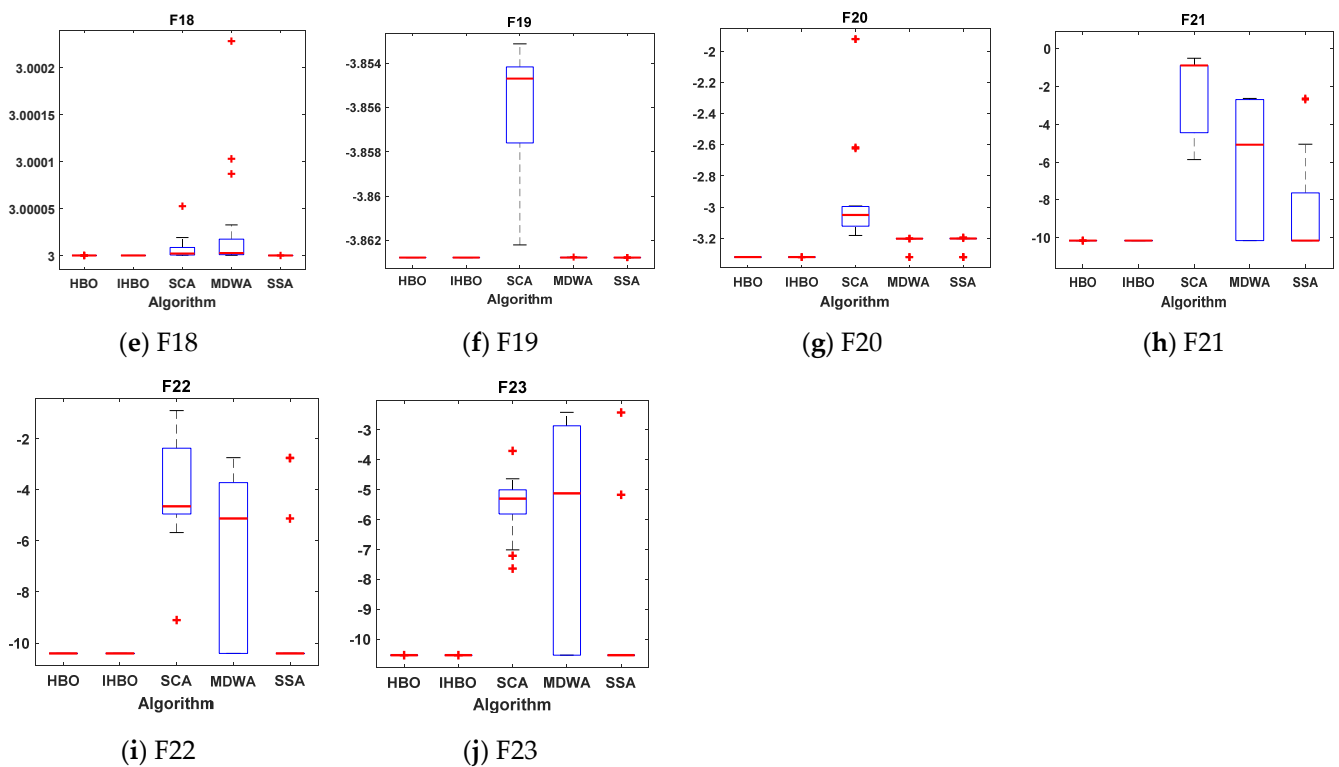 F18
3.0002
3.00015
3.0001
3.00005
3
HBO IHBO SCA MDWA SSA
Algorithm
(e) F18
F19
-3.854
-3.856
-3.858
-3.86
-3.862
HBO IHBO SCA MDWA SSA
Algorithm
(f) F19
F20
-2
-2.2
-2.4
-2.6
-2.8
-3
-3.2
HBO IHBO SCA MDWA SSA
Algorithm
(g) F20
F21
0
-2
-4
-6
-8
-10
HBO IHBO SCA MDWA SSA
Algorithm
(h) F21
F22
-2
-4
-6
-8
-10
HBO IHBO SCA MDWA SSA
Algorithm
(i) F22
F23
-3
-4
-5
-6
-7
-8
-9
-10
HBO IHBO SCA MDWA SSA
Algorithm
(j) F23